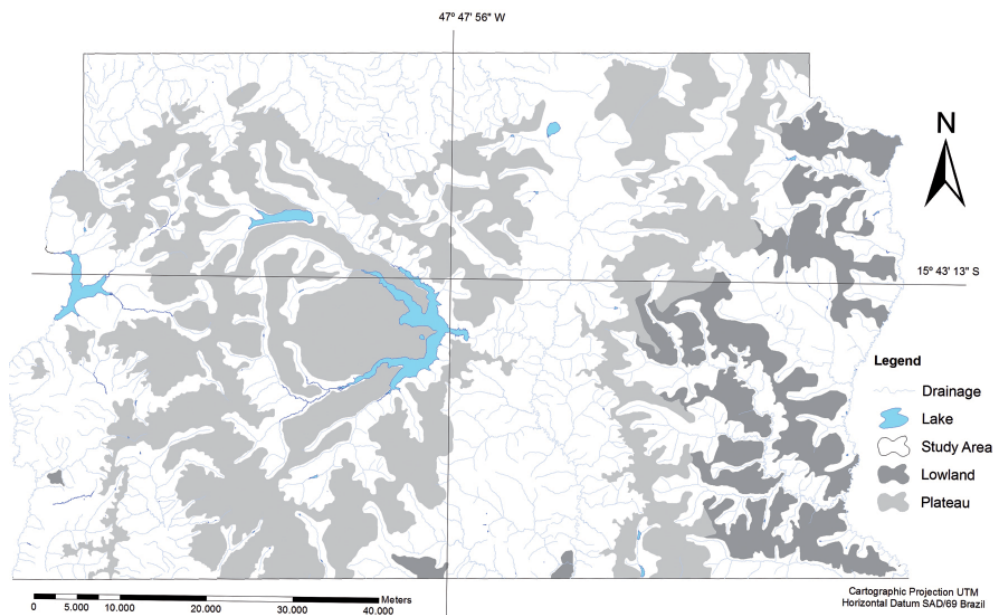 47º 47' 56" W
N
15º 43' 13" S
Legend
Drainage
Lake
Study Area
Lowland
Plateau
Meters
0 5.000 10.000 20.000 30.000 40.000
Cartographic Projection UTM
Horizontal Datum SAD/69 Brazil